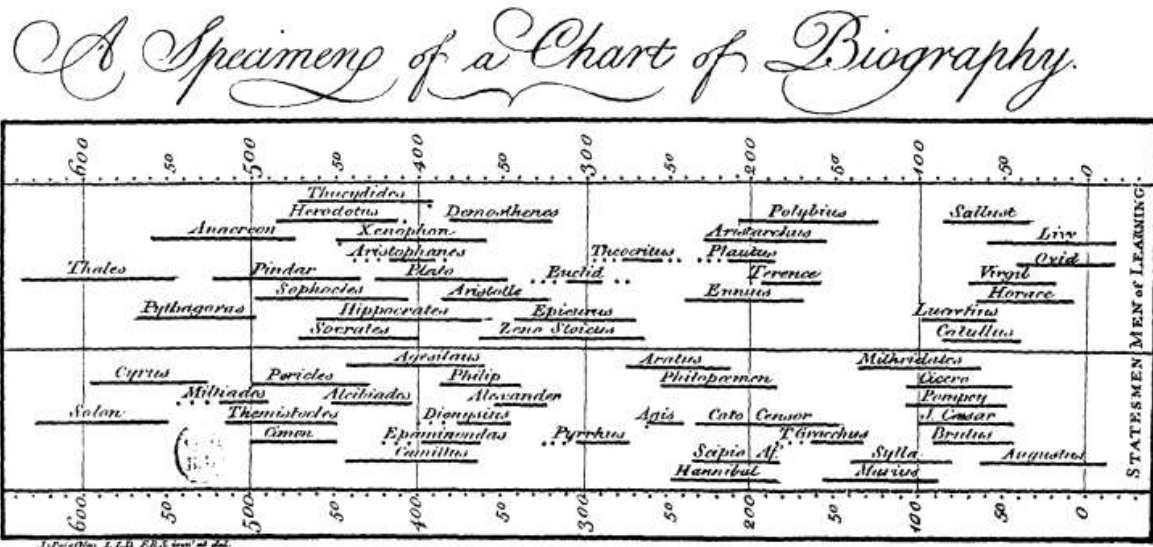 A Specimen of a Chart of Biography.
600 50 500 50 400 50 300 50 200 50 100 50 0
Thucydides
Herodotus Demosthenes Polybius Sallust
Anacreon Xenophon Aristarchus Livy
Aristophanes Theocritus Plautus Ovid
Thales Pindar Plato Euclid Terence Virgil
Sophocles Aristotle Ennius Horace
Pythagoras Hippocrates Epicurus Lucretius
Socrates Zeno Stoicus Catullus
MEN of LEARNING
Agesilaus Aratus Mithridates
Cyrus Pericles Philip Philopœmen Cicero
Miltiades Alcibiades Alexander Pompey
Solon Themistocles Dionysius Agis Cato Censor J. Cæsar
Cimon Epaminondas Pyrrhus T. Gracchus Brutus
Camillus Scipio Af. Sylla Augustus
Hannibal Marius
STATESMEN
600 50 500 50 400 50 300 50 200 50 100 50 0